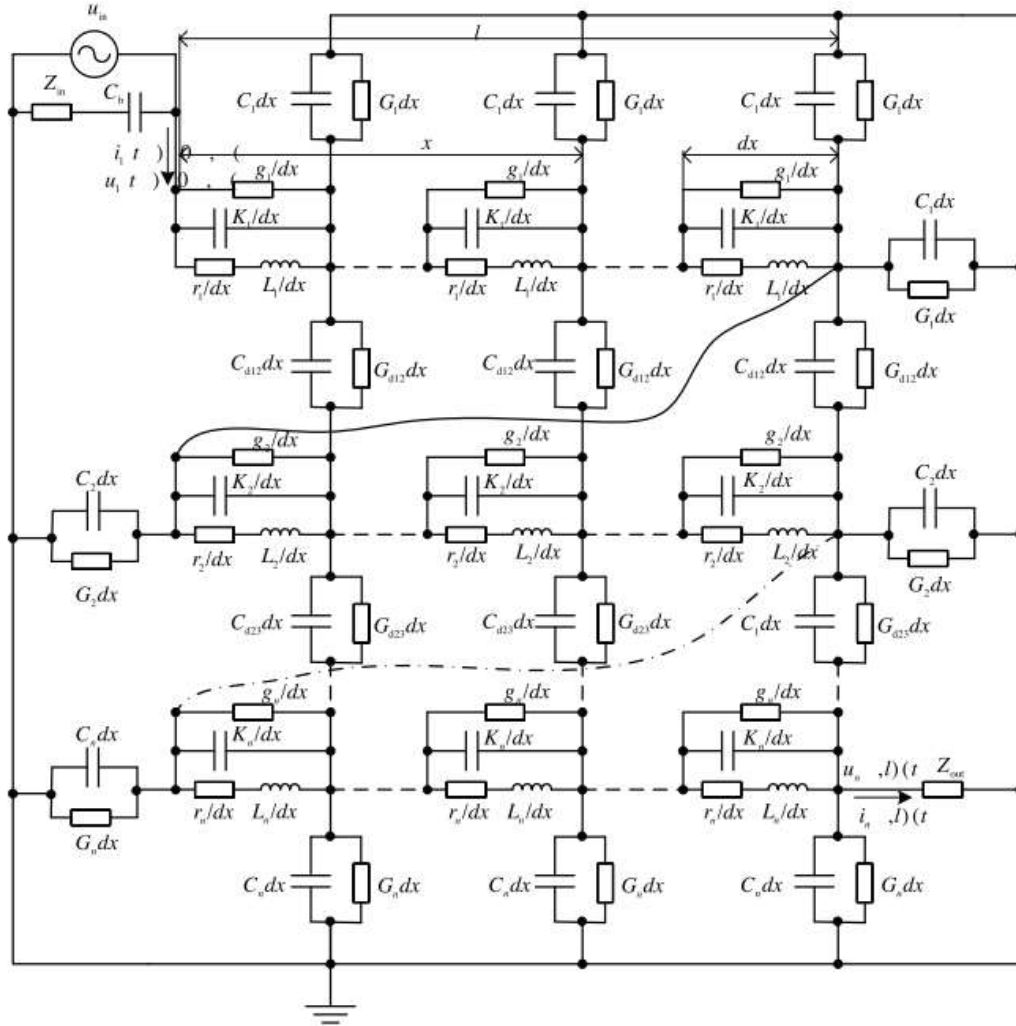 u_in
l
Z_in
C_b
C_1dx G_1dx C_1dx G_1dx C_1dx G_1dx
i_1 t ) 0 , (
x
dx
u_1 t ) 0 , (
g_1/dx g_1/dx g_1/dx
K_1/dx K_1/dx K_1/dx
C_1dx
r_1/dx L_1/dx r_1/dx L_1/dx r_1/dx L_1/dx
G_1dx
C_d12dx G_d12dx C_d12dx G_d12dx C_d12dx G_d12dx
g_2/dx g_2/dx g_2/dx
C_2dx K_2/dx K_2/dx K_2/dx C_2dx
r_2/dx L_2/dx r_2/dx L_2/dx r_2/dx L_2/dx
G_2dx G_2dx
C_d23dx G_d23dx C_d23dx G_d23dx C_1dx G_d23dx
g_n/dx g_n/dx g_n/dx
C_ndx K_n/dx K_n/dx K_n/dx
u_n ,l)(t Z_out
r_n/dx L_n/dx r_n/dx L_n/dx r_n/dx L_n/dx
i_n ,l)(t
G_ndx
C_ndx G_ndx C_ndx G_ndx C_ndx G_ndx